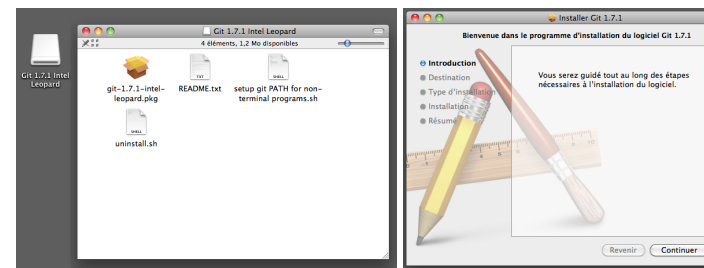 Git 1.7.1 Intel
Leopard
Git 1.7.1 Intel Leopard
4 éléments, 1,2 Mo disponibles
git-1.7.1-intel-
leopard.pkg
TXT
README.txt
SHELL
setup git PATH for non-
terminal programs.sh
SHELL
uninstall.sh
Installer Git 1.7.1
Bienvenue dans le programme d'installation du logiciel Git 1.7.1
Introduction
Destination
Type d'installation
Installation
Résumé
Vous serez guidé tout au long des étapes
nécessaires à l'installation du logiciel.
Revenir
Continuer